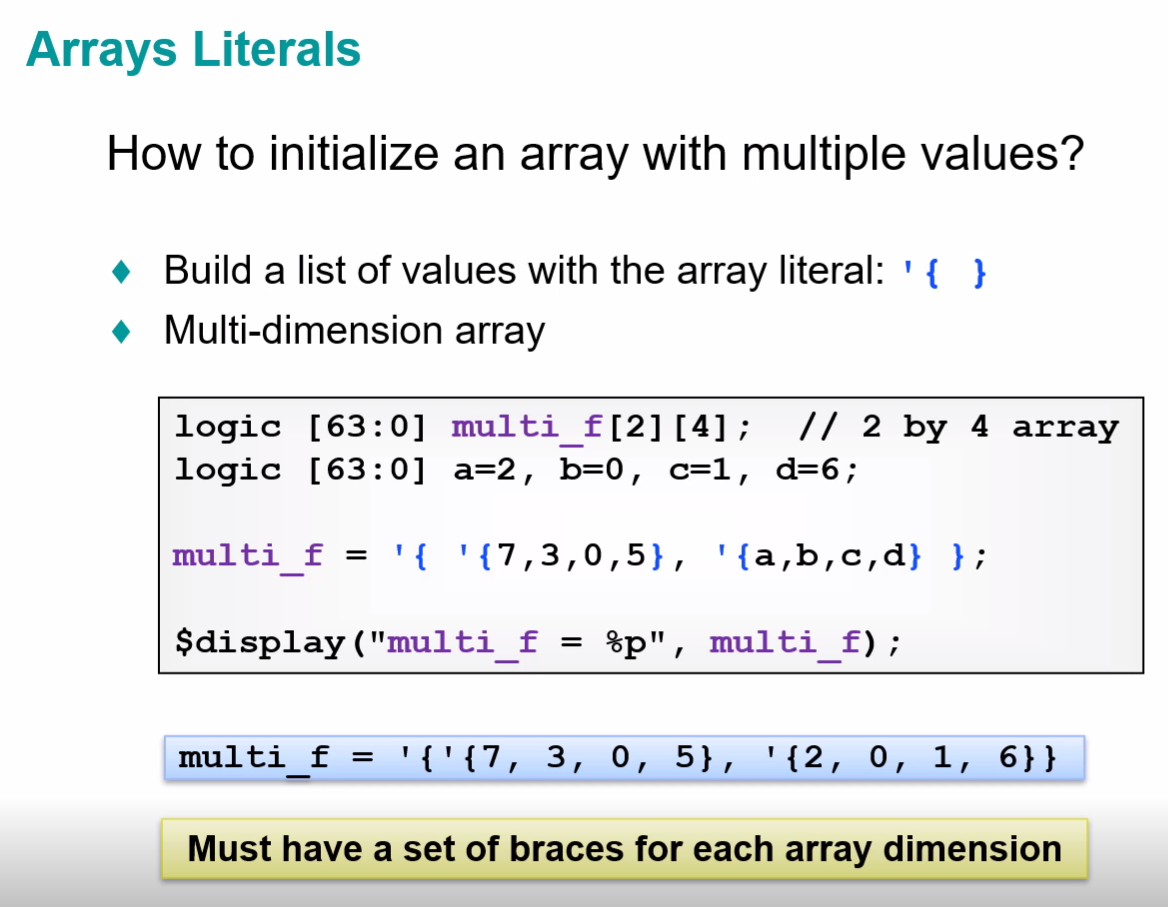 Arrays Literals
How to initialize an array with multiple values?
♦ Build a list of values with the array literal: '{ }
♦ Multi-dimension array
logic [63:0] multi_f[2][4];  // 2 by 4 array
logic [63:0] a=2, b=0, c=1, d=6;
multi_f = '{ '{7,3,0,5}, '{a,b,c,d} };
$display("multi_f = %p", multi_f);
multi_f = '{'{7, 3, 0, 5}, '{2, 0, 1, 6}}
Must have a set of braces for each array dimension